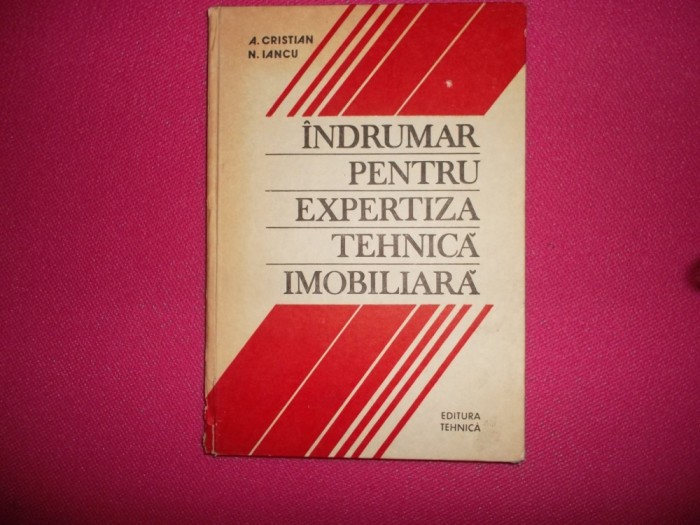 A. CRISTIAN
N. IANCU
ÎNDRUMAR
PENTRU
EXPERTIZA
TEHNICĂ
IMOBILIARĂ
EDITURA
TEHNICĂ